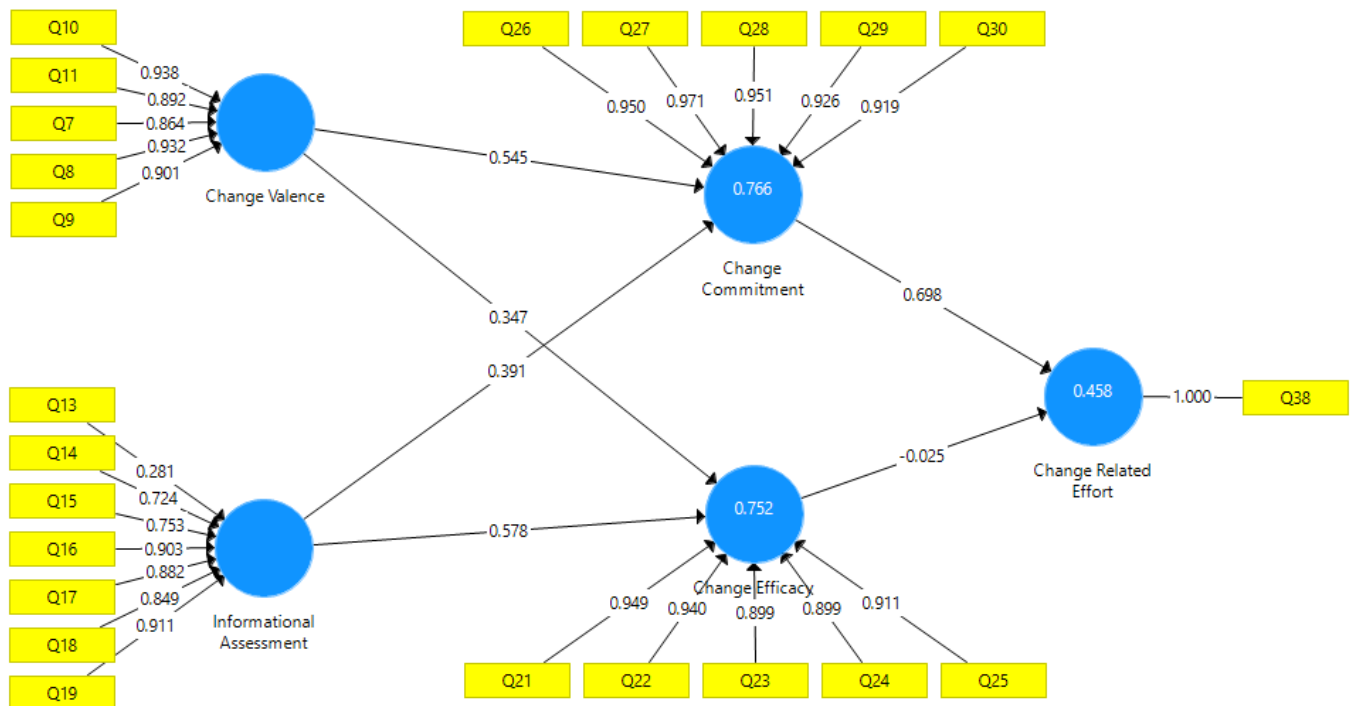 Q10
Q11
Q7
Q8
Q9
0.938
0.892
0.864
0.932
0.901
Change Valence
Q26
Q27
Q28
Q29
Q30
0.950
0.971
0.951
0.926
0.919
0.766
Change
Commitment
0.545
0.347
0.391
0.578
0.698
-0.025
Q13
Q14
Q15
Q16
Q17
Q18
Q19
0.281
0.724
0.753
0.903
0.882
0.849
0.911
Informational
Assessment
0.752
Change Efficacy
0.949
0.940
0.899
0.899
0.911
Q21
Q22
Q23
Q24
Q25
0.458
Change Related
Effort
1.000
Q38